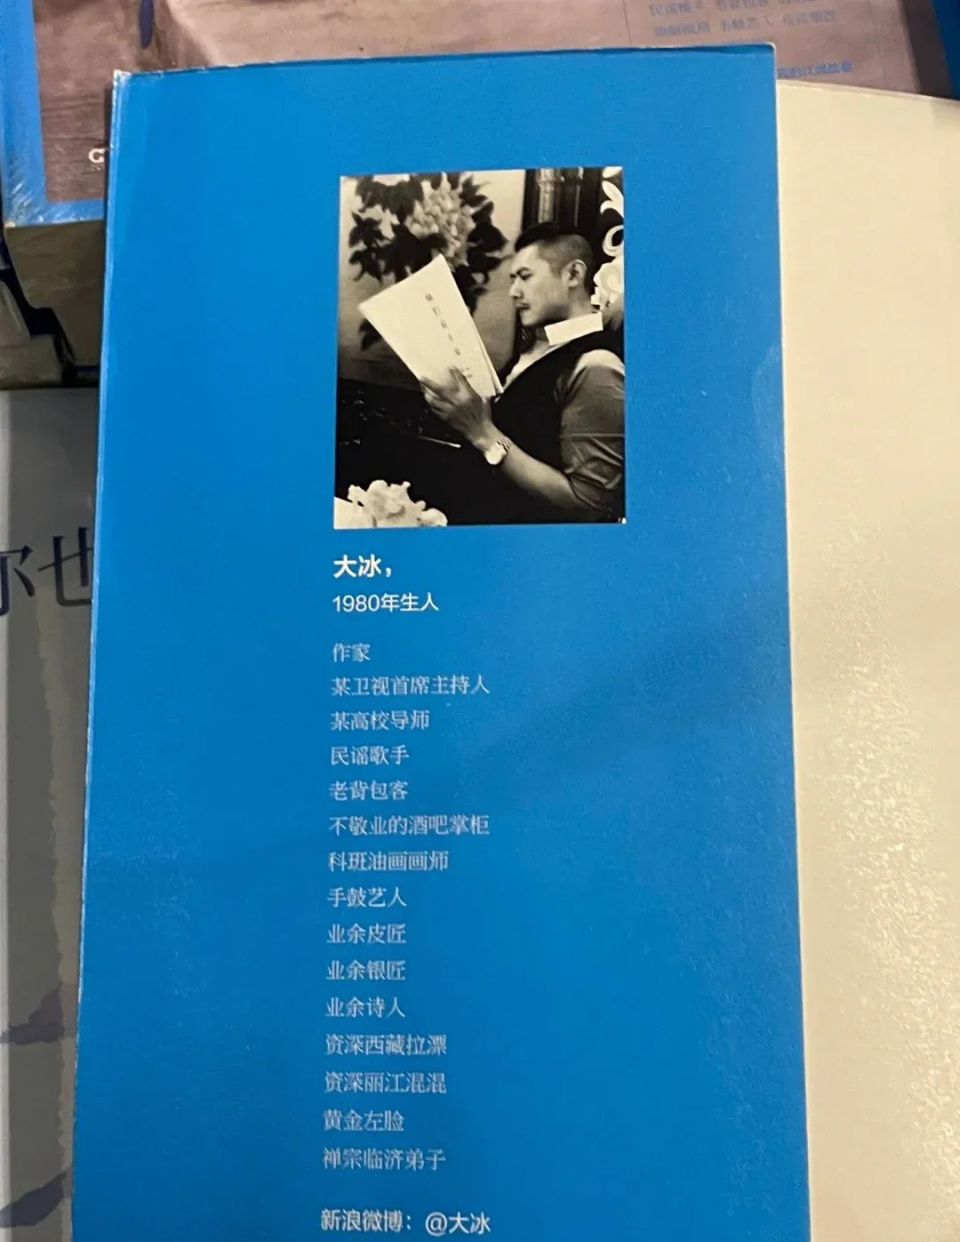 大冰，
1980年生人
作家
某卫视首席主持人
某高校导师
民谣歌手
老背包客
不敬业的酒吧掌柜
科班油画画师
手鼓艺人
业余皮匠
业余银匠
业余诗人
资深西藏拉漂
资深丽江混混
黄金左脸
禅宗临济弟子
新浪微博：@大冰
你也